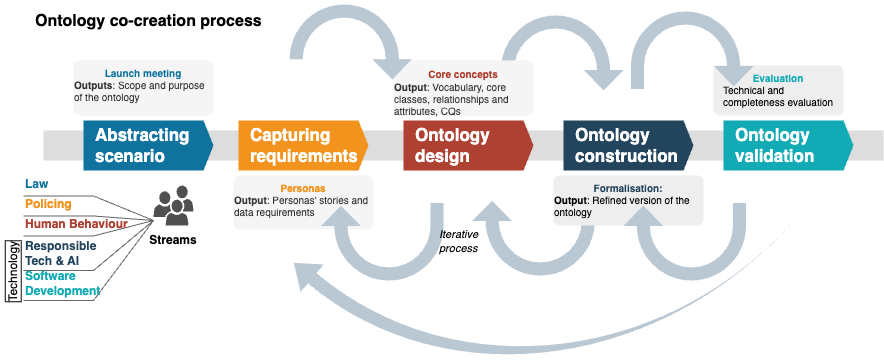 Ontology co-creation process
Launch meeting
Outputs: Scope and purpose
of the ontology
Core concepts
Output: Vocabulary, core
classes, relationships and
attributes, CQs
Evaluation
Technical and
completeness evaluation
Abstracting
scenario
Capturing
requirements
Ontology
design
Ontology
construction
Ontology
validation
Personas
Output: Personas' stories and
data requirements
Formalisation:
Output: Refined version of the
ontology
Law
Policing
Human Behaviour
Technology
Responsible
Tech & AI
Software
Development
Streams
Iterative
process